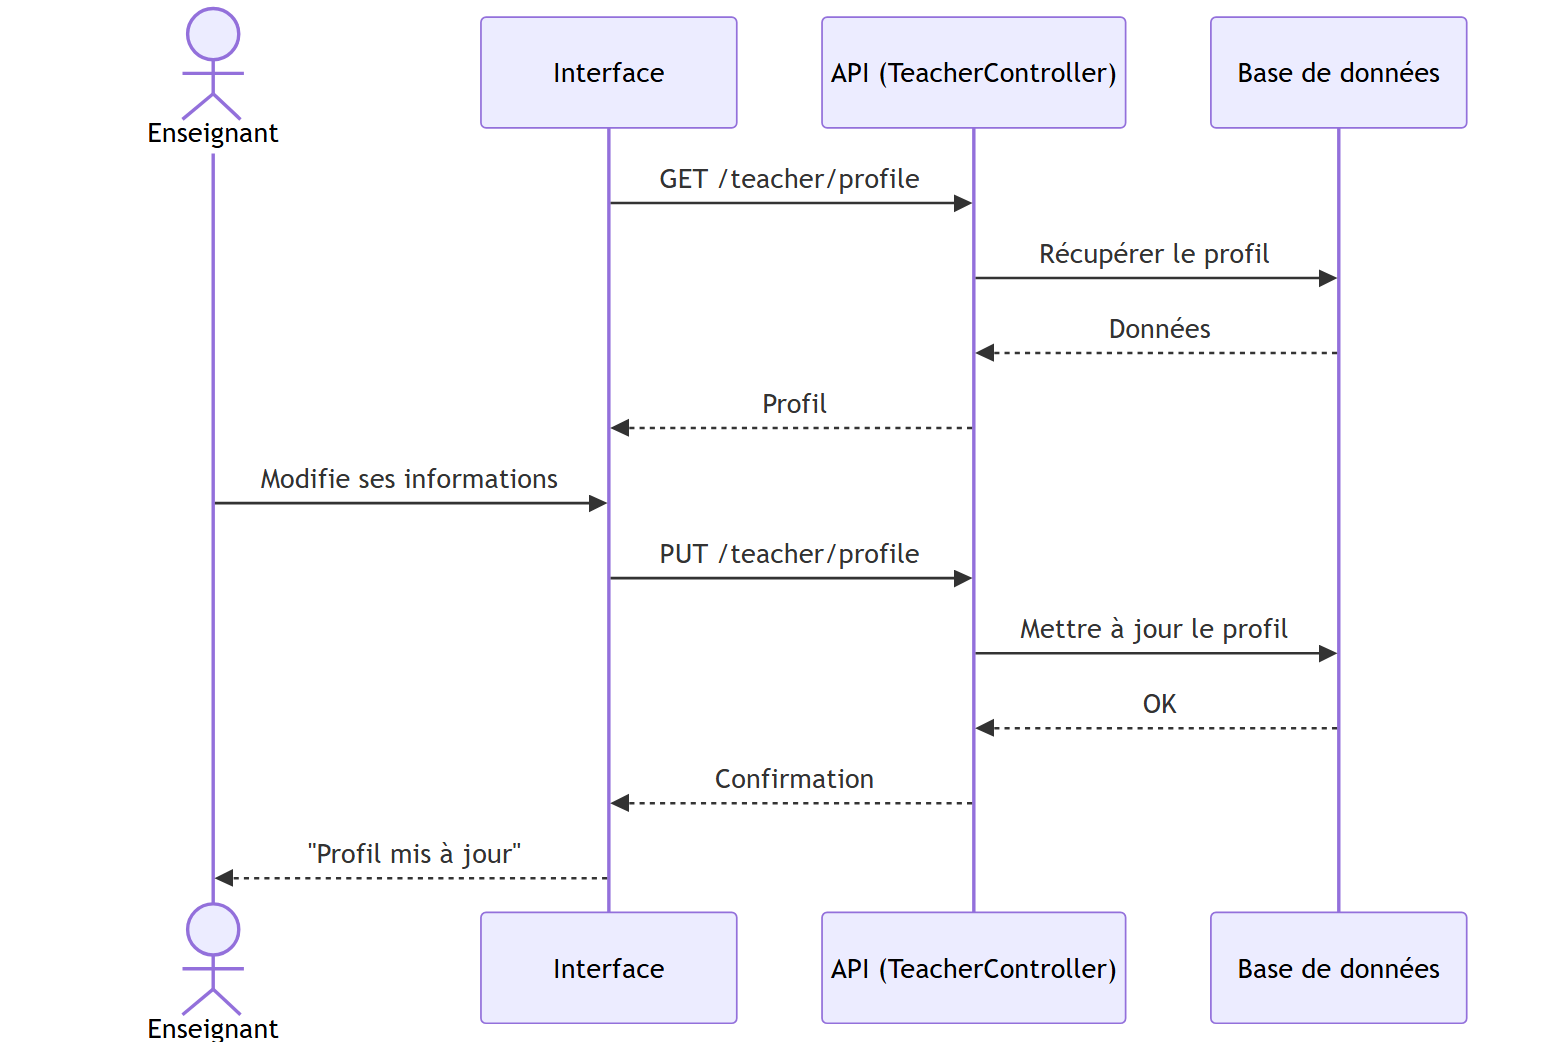 Enseignant
Interface
API (TeacherController)
Base de données
GET /teacher/profile
Récupérer le profil
Données
Profil
Modifie ses informations
PUT /teacher/profile
Mettre à jour le profil
OK
Confirmation
"Profil mis à jour"
Enseignant
Interface
API (TeacherController)
Base de données